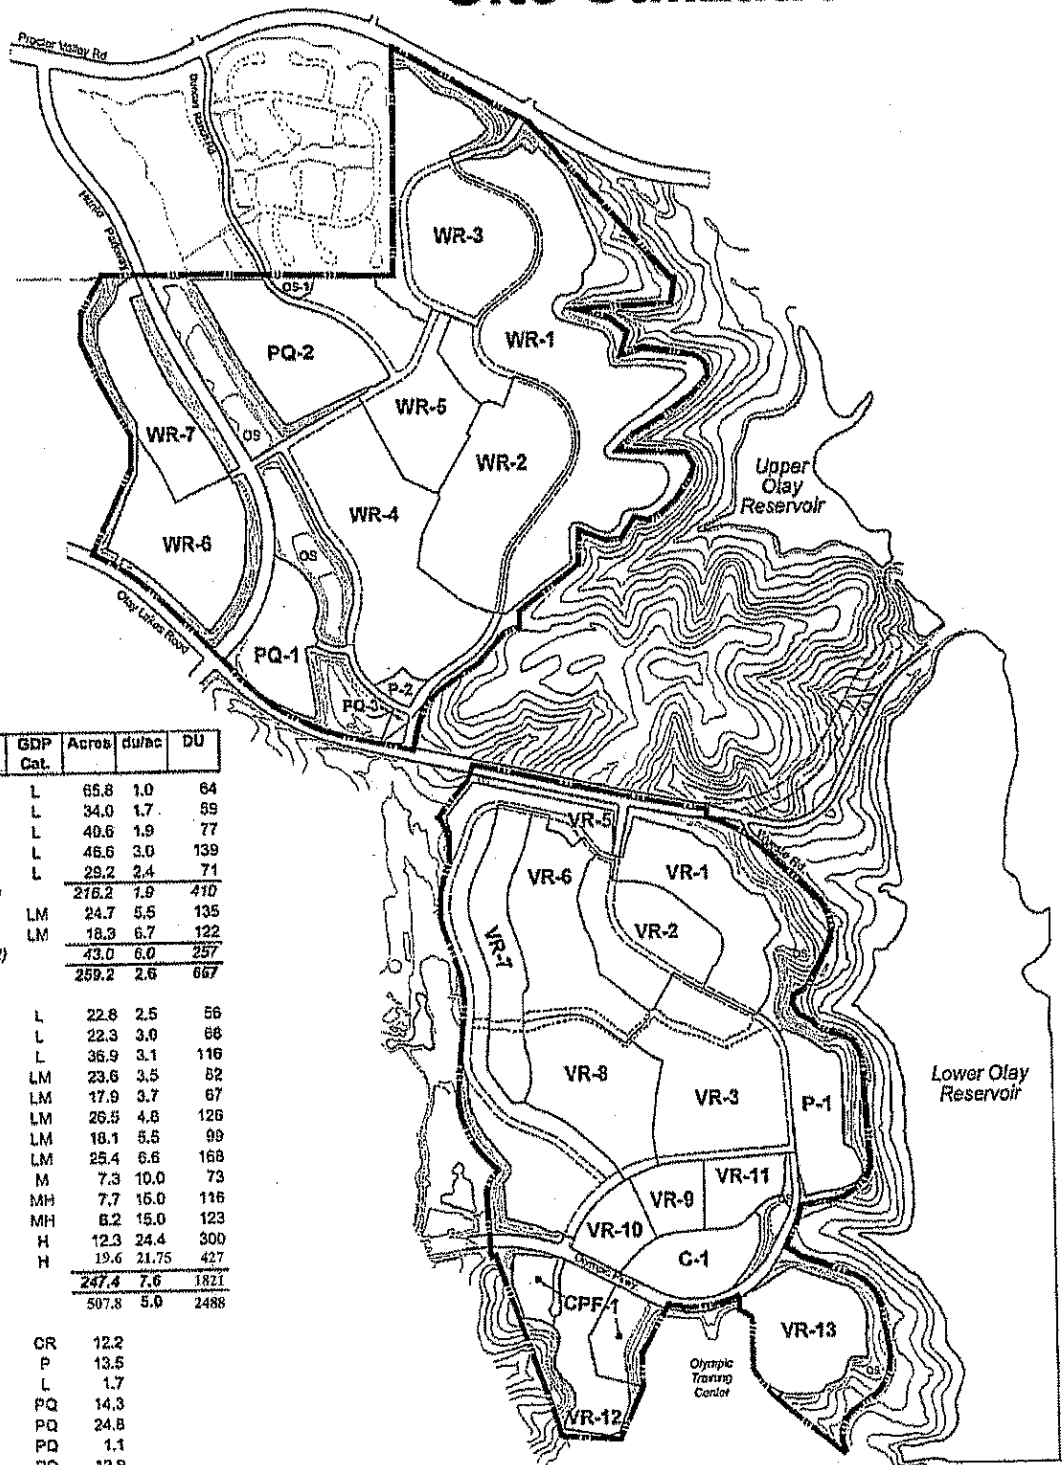 Procter Valley Rd
Duncan
Hunte Parkway
WR-3
OS-1
WR-1
PQ-2
WR-5
WR-7
OS
WR-2
Upper
Otay
Reservoir
WR-4
WR-6
OS
Otay Lakes Road
PQ-1
P-2
PQ-3
GDP Cat. Acres du/ac DU
L 65.8 1.0 64
L 34.0 1.7 59
L 40.6 1.9 77
L 46.6 3.0 139
L 29.2 2.4 71
216.2 1.9 410
LM 24.7 5.5 135
LM 18.3 6.7 122
43.0 6.0 257
259.2 2.6 667
L 22.8 2.5 56
L 22.3 3.0 68
L 36.9 3.1 116
LM 23.6 3.5 82
LM 17.9 3.7 67
LM 26.5 4.8 126
LM 18.1 5.5 99
LM 25.4 6.6 168
M 7.3 10.0 73
MH 7.7 15.0 116
MH 8.2 15.0 123
H 12.3 24.4 300
H 19.6 21.75 427
247.4 7.6 1821
507.8 5.0 2488
CR 12.2
P 13.5
L 1.7
PQ 14.3
PQ 24.8
PQ 1.1
VR-5
VR-1
VR-6
VR-2
VR-7
VR-8
VR-3
P-1
Lower Otay
Reservoir
VR-11
VR-9
VR-10
C-1
Olympic Pkwy.
CPF-1
VR-13
Olympic
Training
Center
OS
VR-12